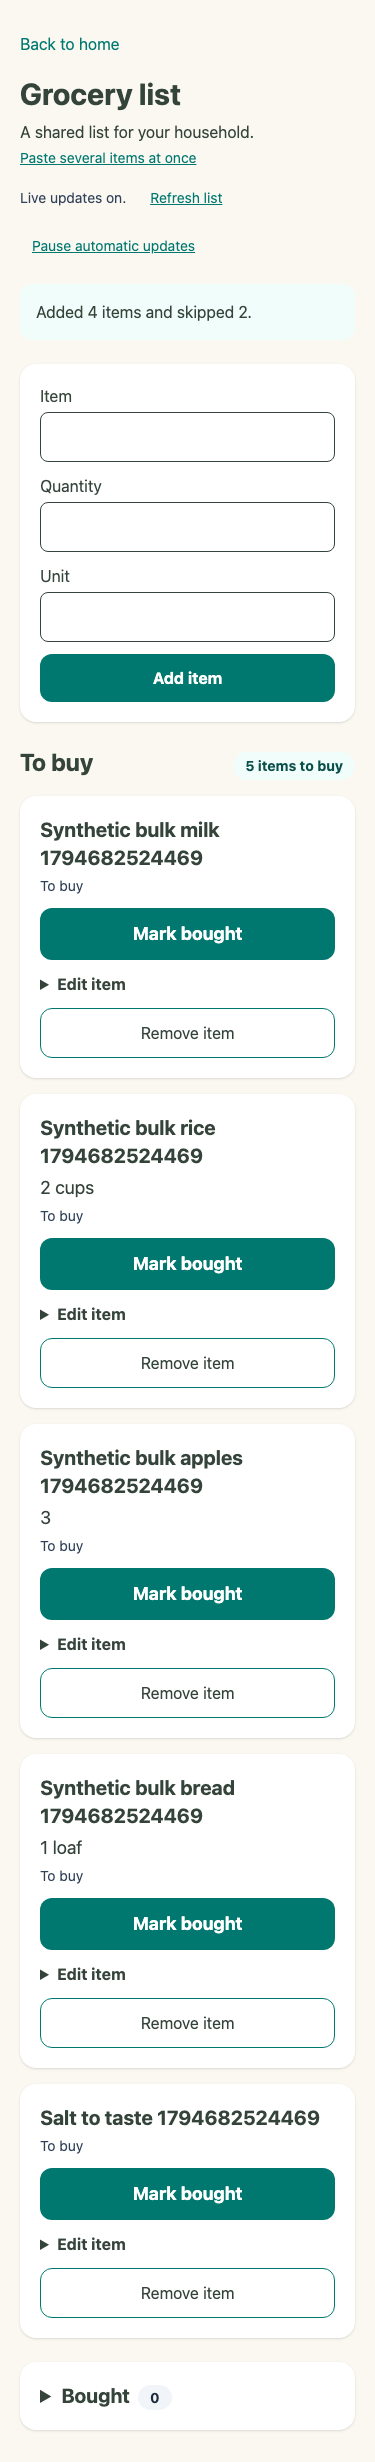 Back to home
Grocery list
A shared list for your household.
Paste several items at once
Live updates on. Refresh list
Pause automatic updates
Added 4 items and skipped 2.
Item
Quantity
Unit
Add item
To buy 5 items to buy
Synthetic bulk milk
1794682524469
To buy
Mark bought
Edit item
Remove item
Synthetic bulk rice
1794682524469
2 cups
To buy
Mark bought
Edit item
Remove item
Synthetic bulk apples
1794682524469
3
To buy
Mark bought
Edit item
Remove item
Synthetic bulk bread
1794682524469
1 loaf
To buy
Mark bought
Edit item
Remove item
Salt to taste 1794682524469
To buy
Mark bought
Edit item
Remove item
Bought 0